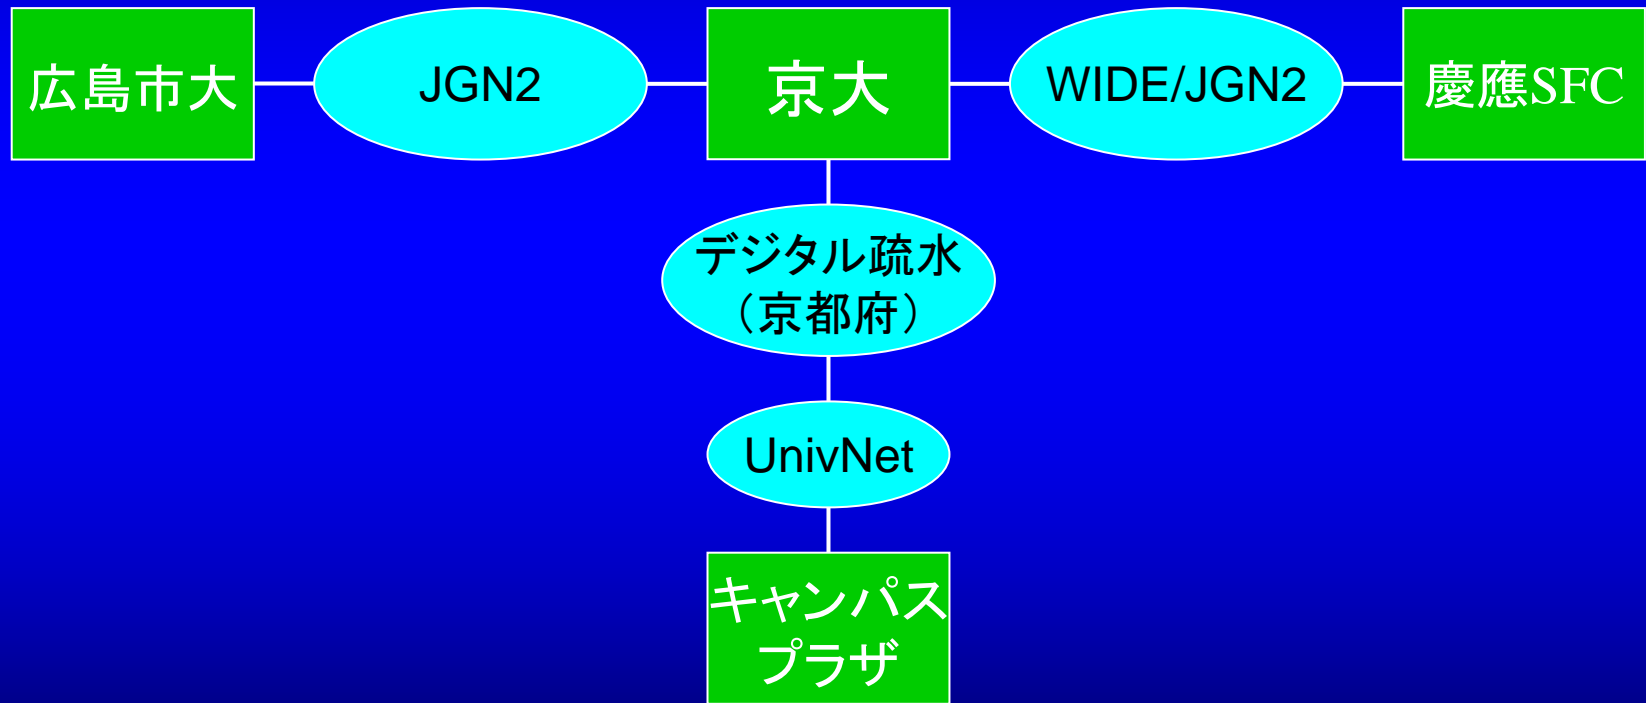 広島市大
JGN2
京大
WIDE/JGN2
慶應SFC
デジタル疏水
（京都府）
UnivNet
キャンパス
プラザ